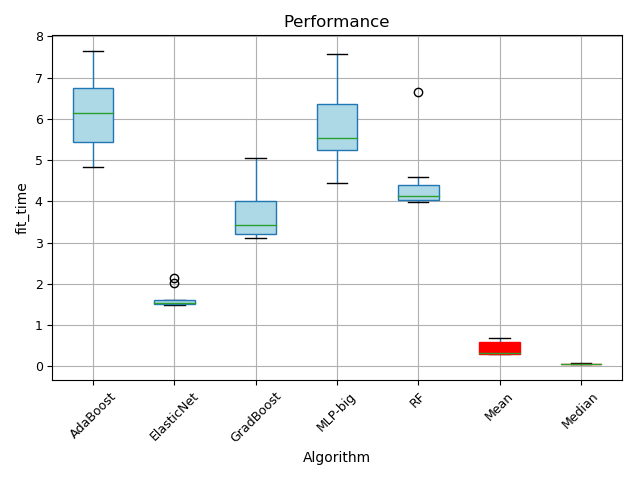 Performance
fit_time
8
7
6
5
4
3
2
1
0
AdaBoost
ElasticNet
GradBoost
MLP-big
RF
Mean
Median
Algorithm